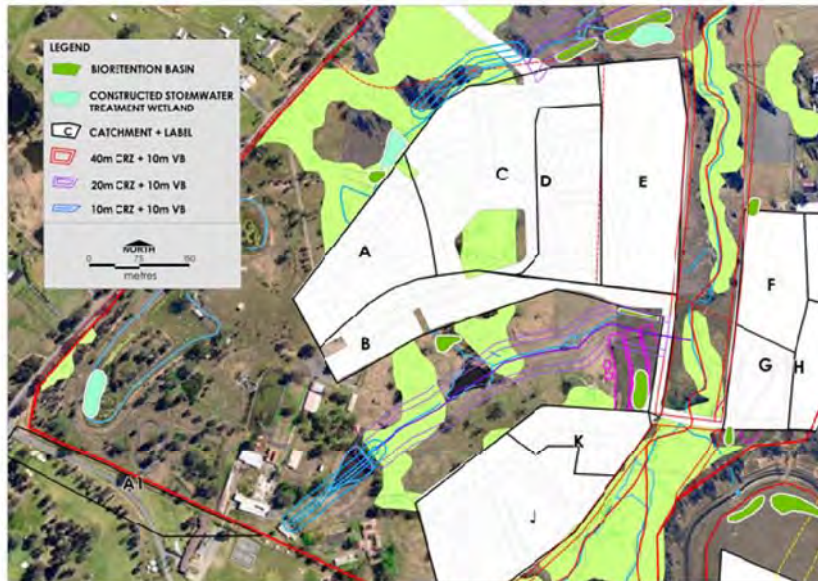 LEGEND
BIORETENTION BASIN
CONSTRUCTED STORMWATER
TREATMENT WETLAND
C CATCHMENT + LABEL
40m CRZ + 10m VB
20m CRZ + 10m VB
10m CRZ + 10m VB
NORTH
0 75 150
metres
C
D
E
A
F
B
G
H
K
A1
J